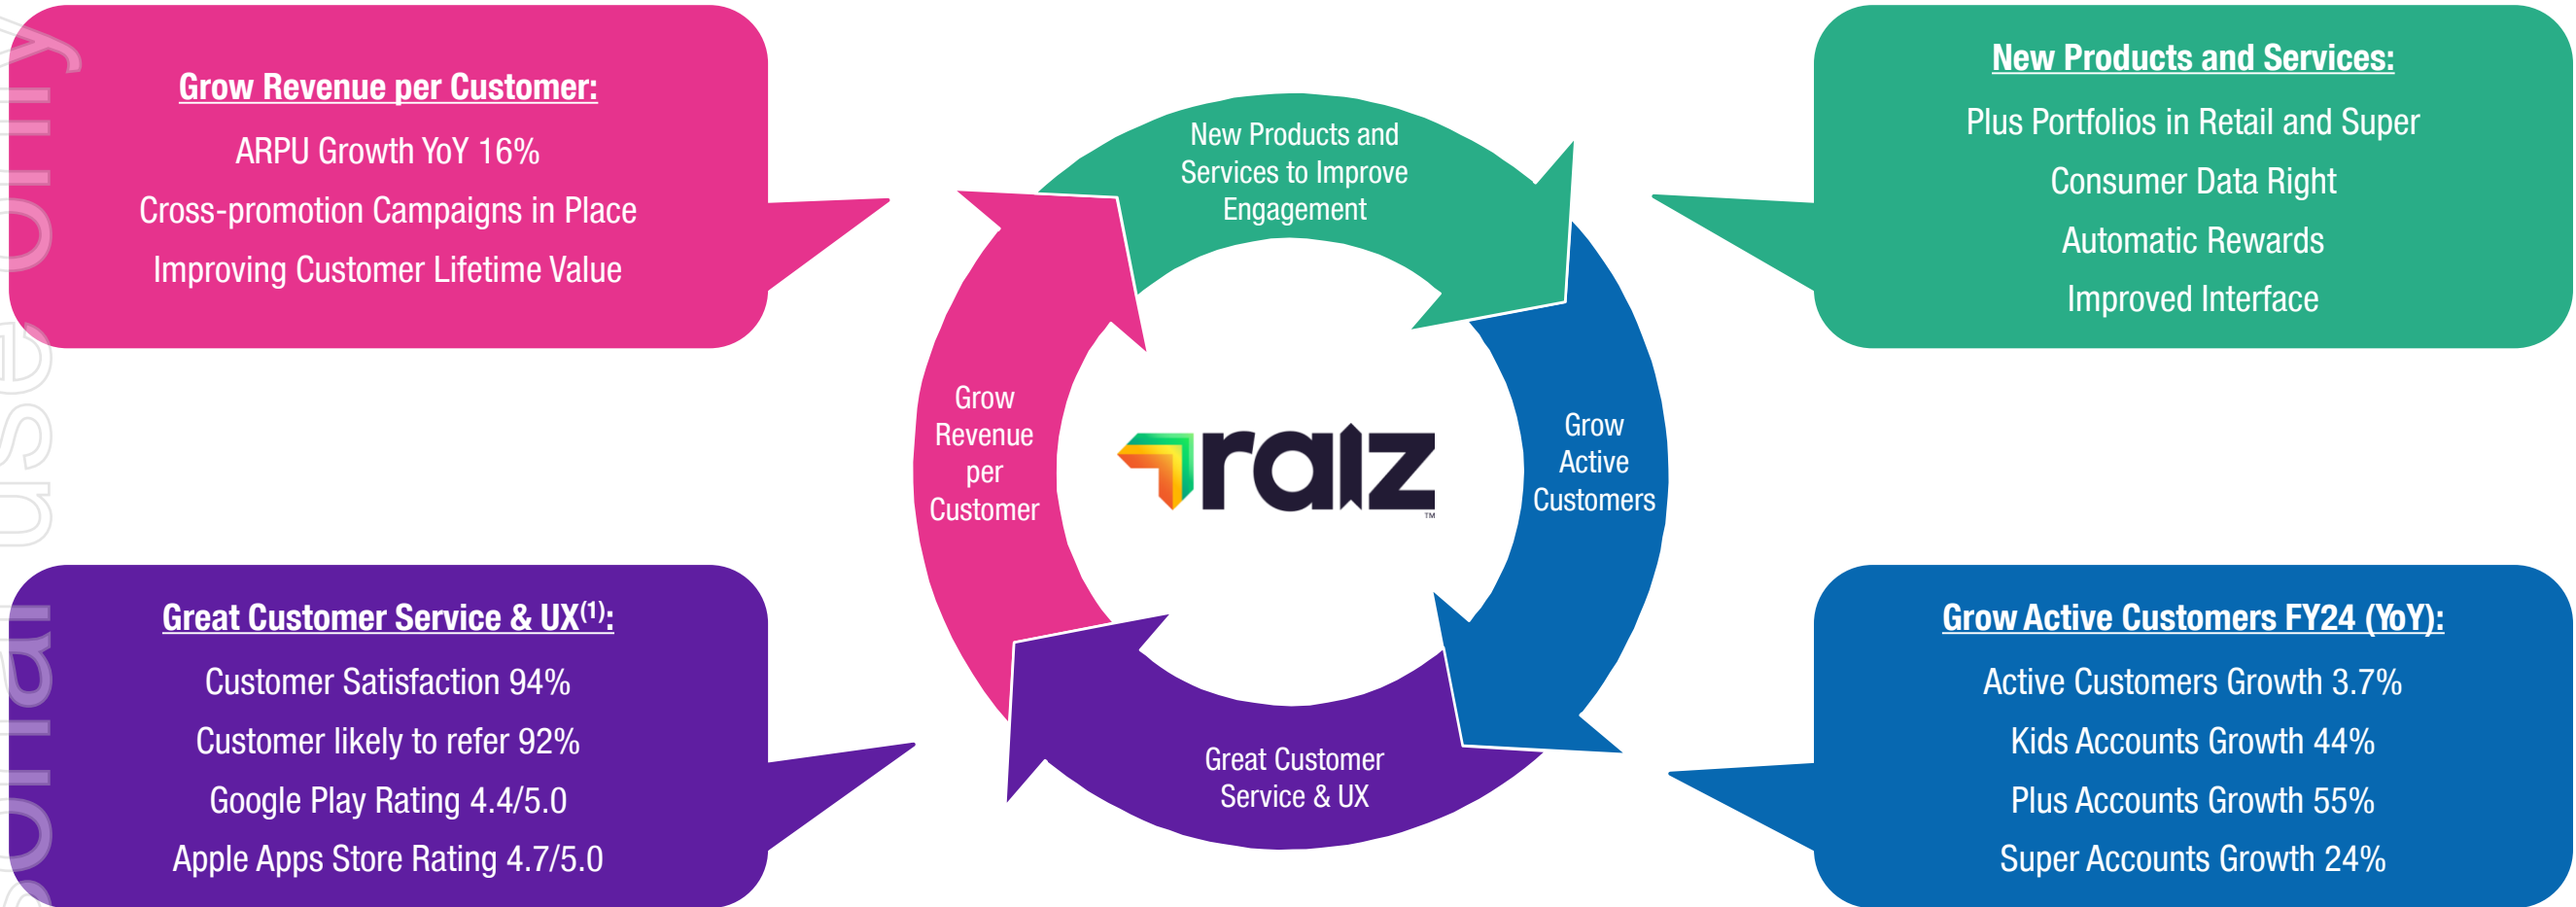 Grow Revenue per Customer:
ARPU Growth YoY 16%
Cross-promotion Campaigns in Place
Improving Customer Lifetime Value
New Products and Services:
Plus Portfolios in Retail and Super
Consumer Data Right
Automatic Rewards
Improved Interface
New Products and
Services to Improve
Engagement
Grow
Revenue
per
Customer
raiz
TM
Grow
Active
Customers
Great Customer
Service & UX
Great Customer Service & UX(1):
Customer Satisfaction 94%
Customer likely to refer 92%
Google Play Rating 4.4/5.0
Apple Apps Store Rating 4.7/5.0
Grow Active Customers FY24 (YoY):
Active Customers Growth 3.7%
Kids Accounts Growth 44%
Plus Accounts Growth 55%
Super Accounts Growth 24%
use only